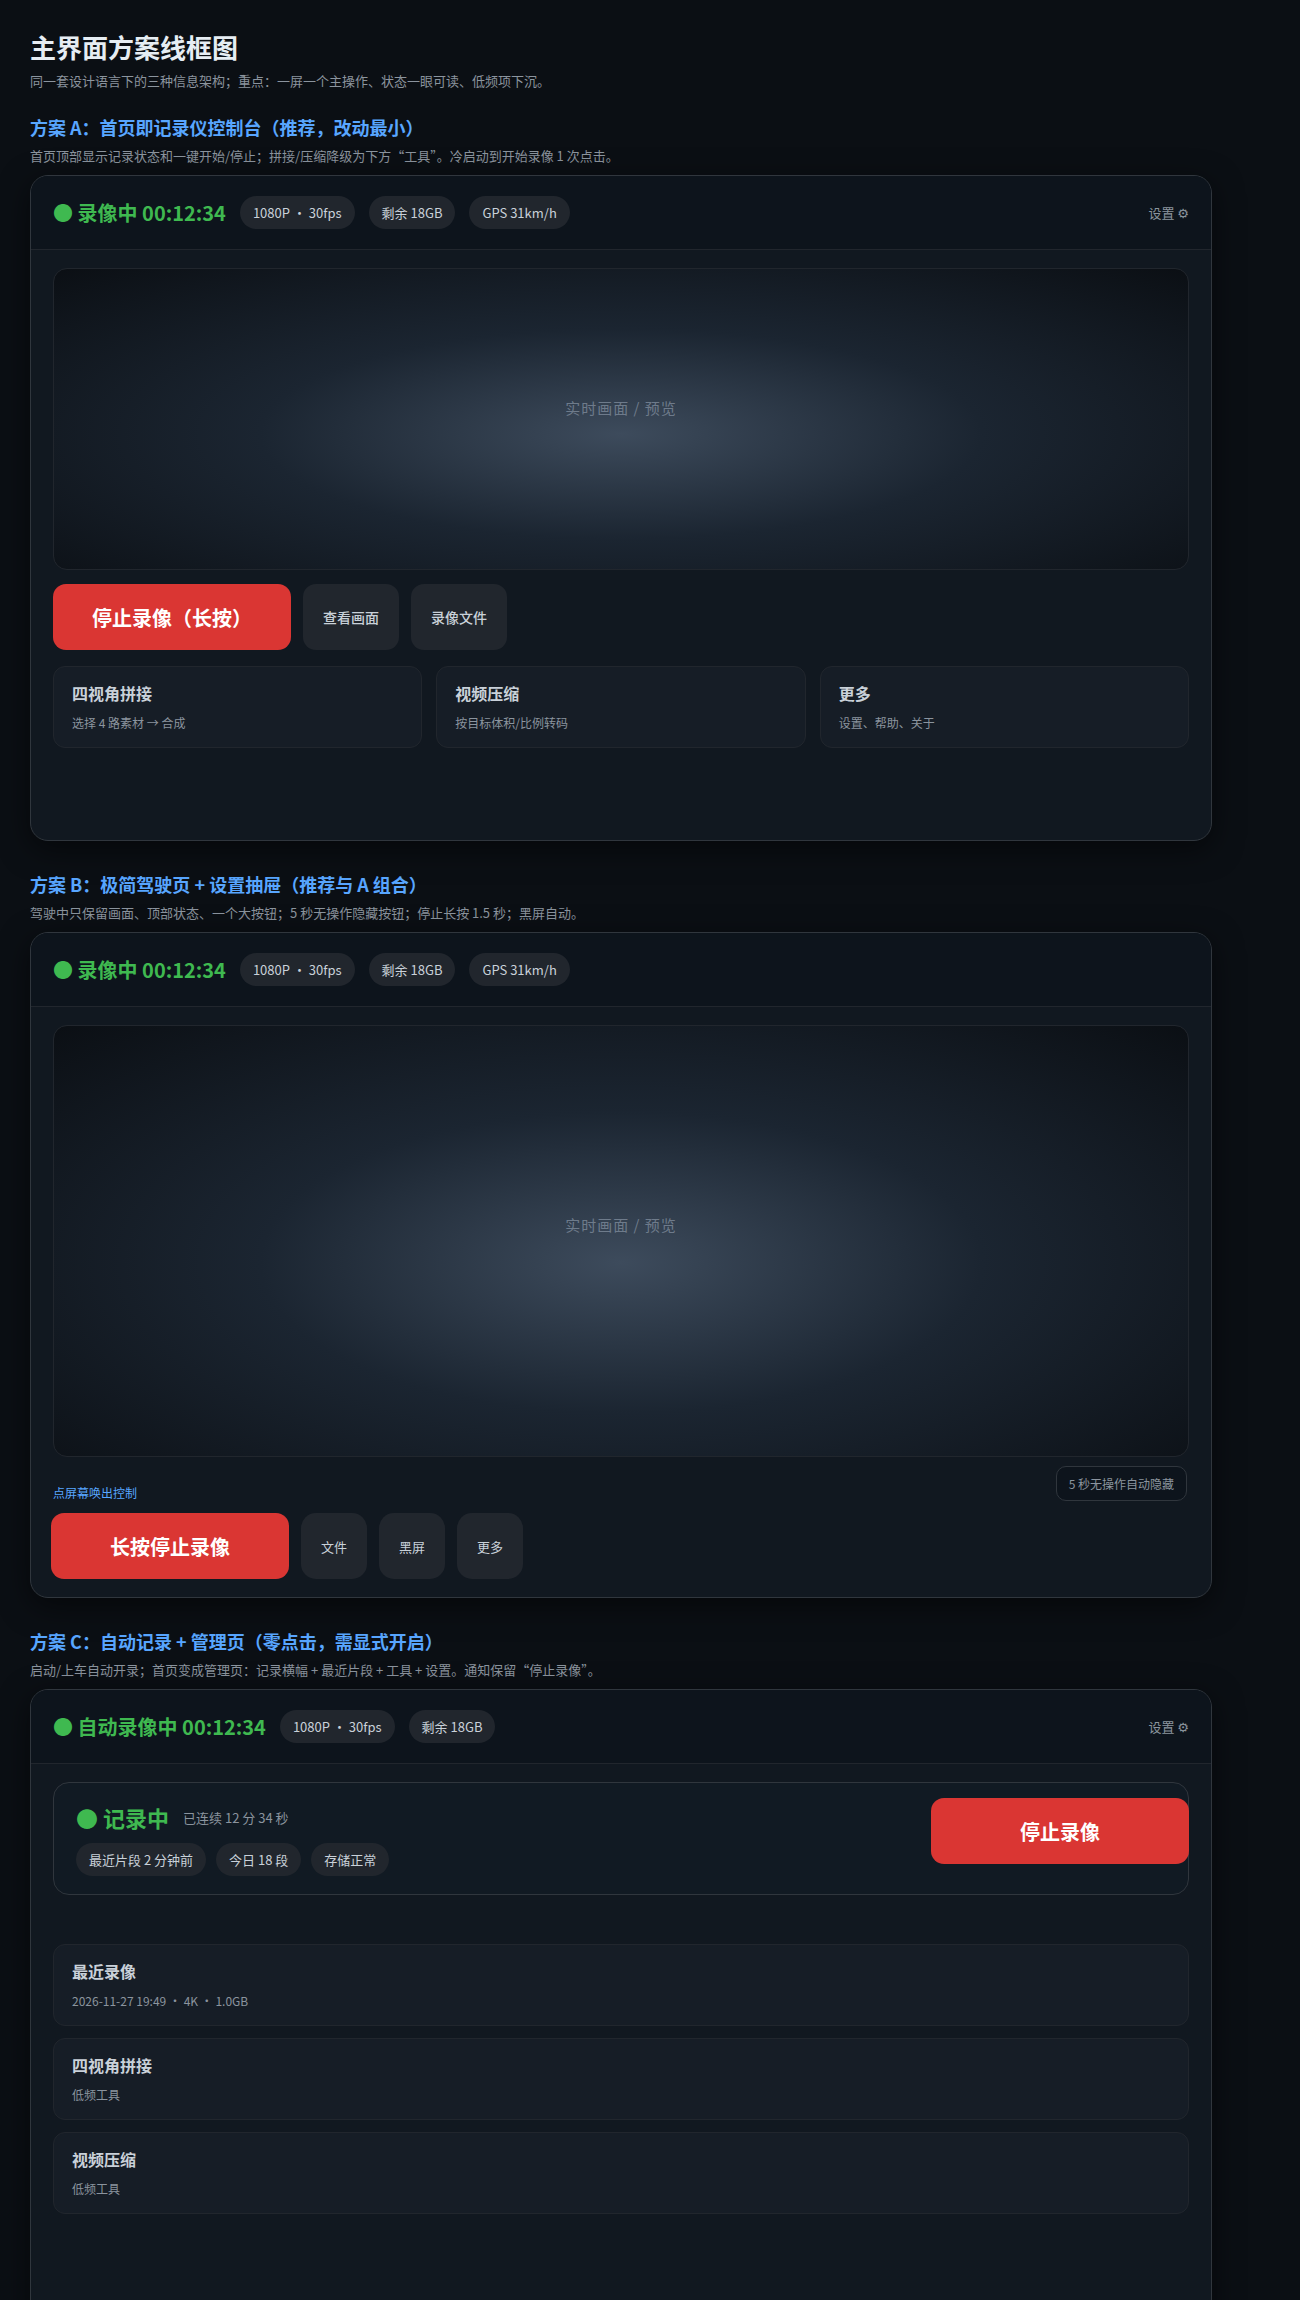 主界面方案线框图
同一套设计语言下的三种信息架构；重点：一屏一个主操作、状态一眼可读、低频项下沉。
方案 A：首页即记录仪控制台（推荐，改动最小）
首页顶部显示记录状态和一键开始/停止；拼接/压缩降级为下方“工具”。冷启动到开始录像 1 次点击。
录像中 00:12:34 1080P · 30fps 剩余 18GB GPS 31km/h 设置 ⚙
实时画面 / 预览
停止录像（长按） 查看画面 录像文件
四视角拼接 视频压缩 更多
选择 4 路素材 → 合成 按目标体积/比例转码 设置、帮助、关于
方案 B：极简驾驶页 + 设置抽屉（推荐与 A 组合）
驾驶中只保留画面、顶部状态、一个大按钮；5 秒无操作隐藏按钮；停止长按 1.5 秒；黑屏自动。
录像中 00:12:34 1080P · 30fps 剩余 18GB GPS 31km/h
实时画面 / 预览
5 秒无操作自动隐藏
点屏幕唤出控制
长按停止录像 文件 黑屏 更多
方案 C：自动记录 + 管理页（零点击，需显式开启）
启动/上车自动开录；首页变成管理页：记录横幅 + 最近片段 + 工具 + 设置。通知保留“停止录像”。
自动录像中 00:12:34 1080P · 30fps 剩余 18GB 设置 ⚙
记录中 已连续 12 分 34 秒
停止录像
最近片段 2 分钟前 今日 18 段 存储正常
最近录像
2026-11-27 19:49 · 4K · 1.0GB
四视角拼接
低频工具
视频压缩
低频工具